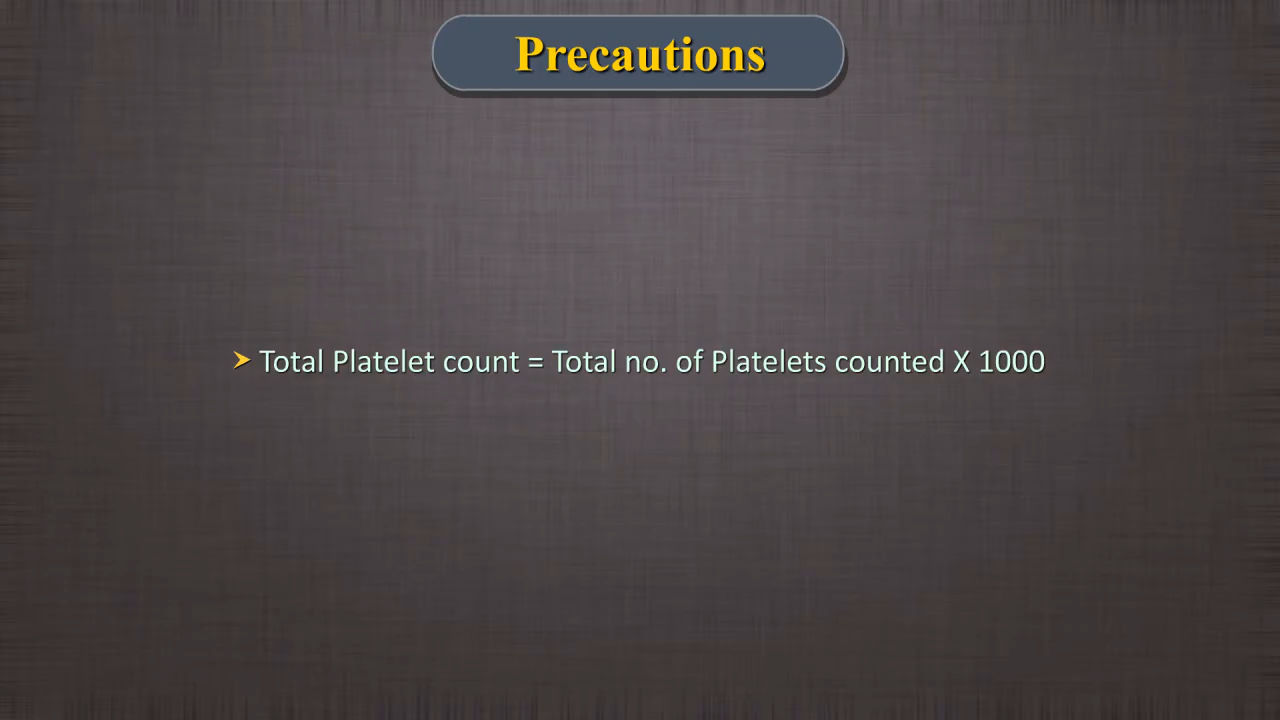 Precautions
➤ Total Platelet count = Total no. of Platelets counted X 1000